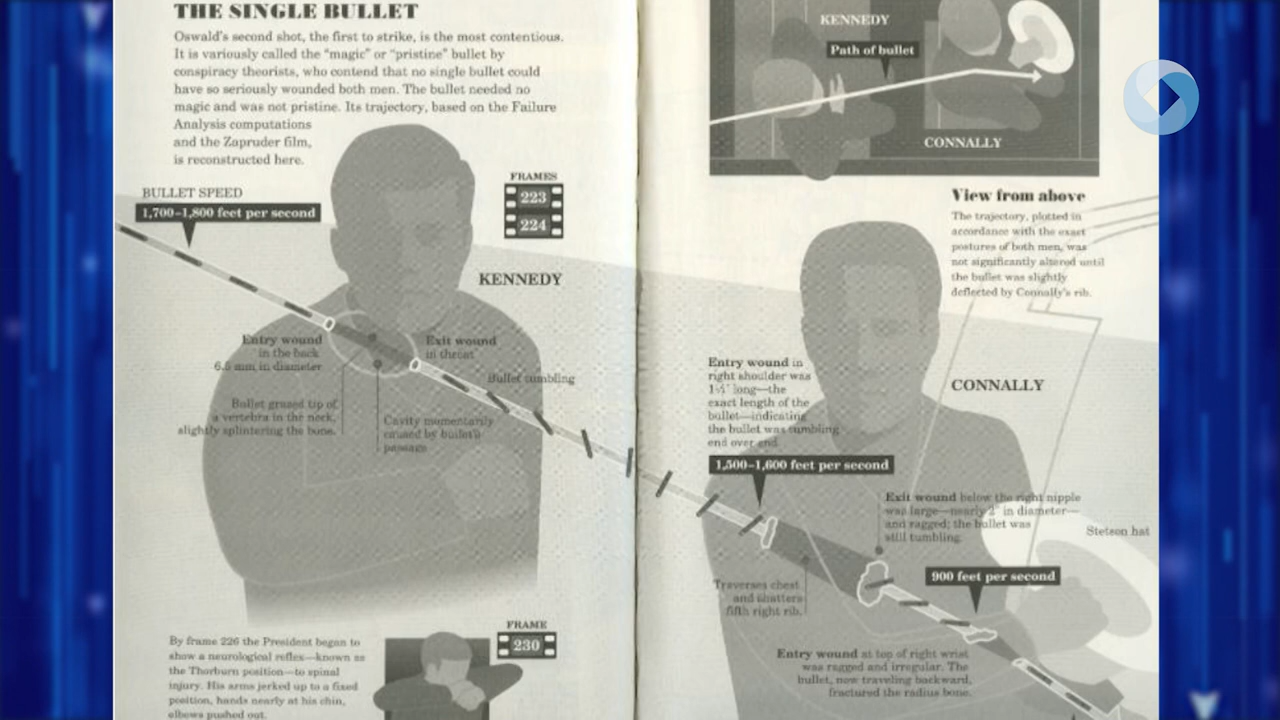 THE SINGLE BULLET
Oswald's second shot, the first to strike, is the most contentious.
It is variously called the "magic" or "pristine" bullet by
conspiracy theorists, who contend that no single bullet could
have so seriously wounded both men. The bullet needed no
magic and was not pristine. Its trajectory, based on the Failure
Analysis computations
and the Zapruder film,
is reconstructed here.
BULLET SPEED
1,700–1,800 feet per second
FRAMES
223
224
KENNEDY
Entry wound
in the back
6.5 mm in diameter
Exit wound
in throat
Bullet tumbling
Bullet grazed tip of
a vertebra in the neck,
slightly splintering the bone.
Cavity momentarily
caused by bullet's
passage
By frame 226 the President began to
show a neurological reflex—known as
the Thorburn position—to spinal
injury. His arms jerked up to a fixed
position, hands nearly at his chin,
elbows pushed out.
FRAME
230
KENNEDY
Path of bullet
CONNALLY
View from above
The trajectory, plotted in
accordance with the exact
postures of both men, was
not significantly altered until
the bullet was slightly
deflected by Connally's rib.
Entry wound in
right shoulder was
1¼" long—the
exact length of the
bullet—indicating
the bullet was tumbling
end over end.
CONNALLY
1,500–1,600 feet per second
Exit wound below the right nipple
was large—nearly 2" in diameter—
and ragged; the bullet was
still tumbling.
Stetson hat
900 feet per second
Traverses chest
and shatters
fifth right rib.
Entry wound at top of right wrist
was ragged and irregular. The
bullet, now traveling backward,
fractured the radius bone.